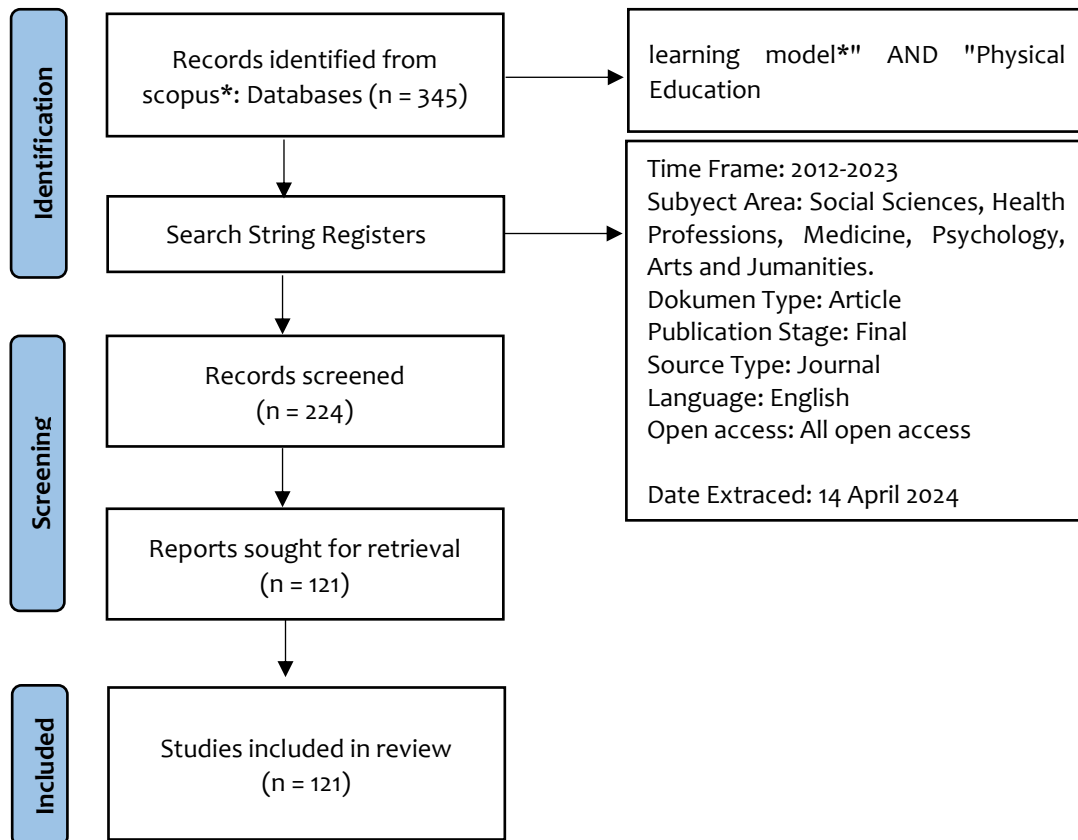 Identification
Records identified from
scopus*: Databases (n = 345)
learning model*" AND "Physical
Education
Search String Registers
Time Frame: 2012-2023
Subyect Area: Social Sciences, Health
Professions, Medicine, Psychology,
Arts and Jumanities.
Dokumen Type: Article
Publication Stage: Final
Source Type: Journal
Language: English
Open access: All open access
Date Extraced: 14 April 2024
Screening
Records screened
(n = 224)
Reports sought for retrieval
(n = 121)
Included
Studies included in review
(n = 121)